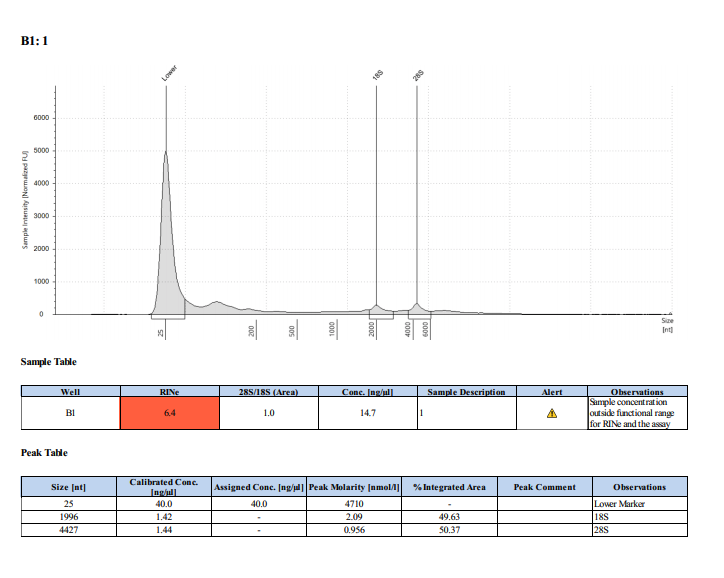 B1: 1
Lower
18S
28S
Sample Intensity [Normalized FU]
6000
5000
4000
3000
2000
1000
0
25
200
500
1000
2000
4000
6000
Size
[nt]
Sample Table
Well RINe 28S/18S (Area) Conc. [ng/µl] Sample Description Alert Observations
B1 6.4 1.0 14.7 1 Sample concentration
outside functional range
for RINe and the assay
Peak Table
Size [nt] Calibrated Conc. [ng/µl] Assigned Conc. [ng/µl] Peak Molarity [nmol/l] % Integrated Area Peak Comment Observations
25 40.0 40.0 4710 - Lower Marker
1996 1.42 - 2.09 49.63 18S
4427 1.44 - 0.956 50.37 28S